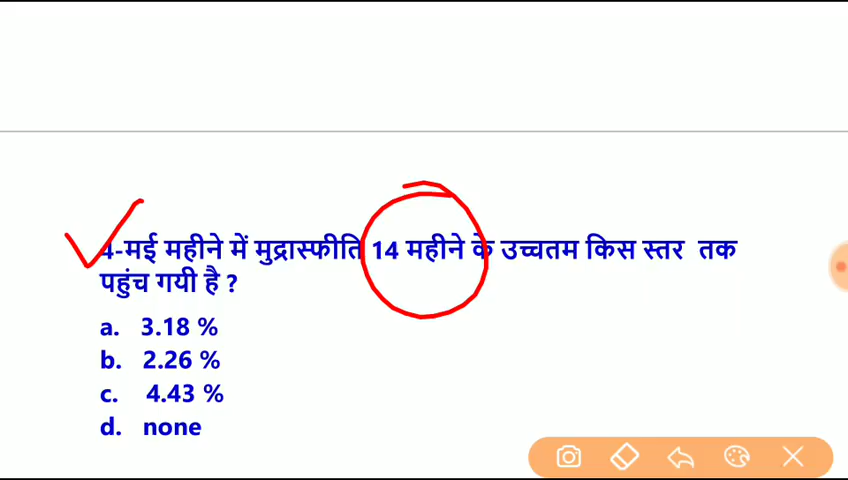 4-मई महीने में मुद्रास्फीति 14 महीने के उच्चतम किस स्तर तक
पहुंच गयी है ?
a. 3.18 %
b. 2.26 %
c. 4.43 %
d. none